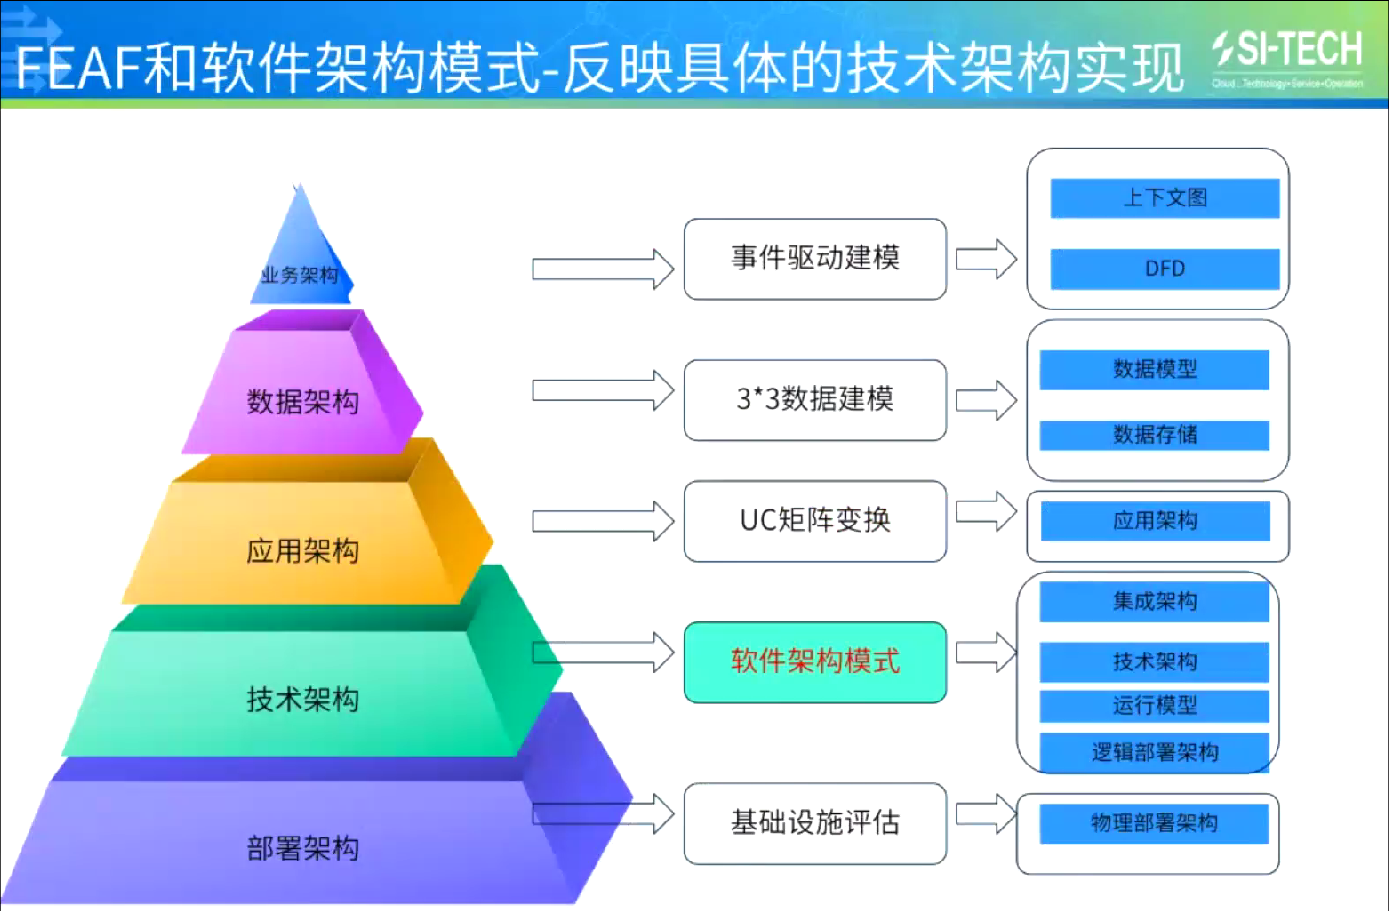 FEAF和软件架构模式-反映具体的技术架构实现
SI-TECH
Cloud Technology·Service·Operation
业务架构
事件驱动建模
上下文图
DFD
数据架构
3*3数据建模
数据模型
数据存储
应用架构
UC矩阵变换
应用架构
技术架构
软件架构模式
集成架构
技术架构
运行模型
逻辑部署架构
部署架构
基础设施评估
物理部署架构